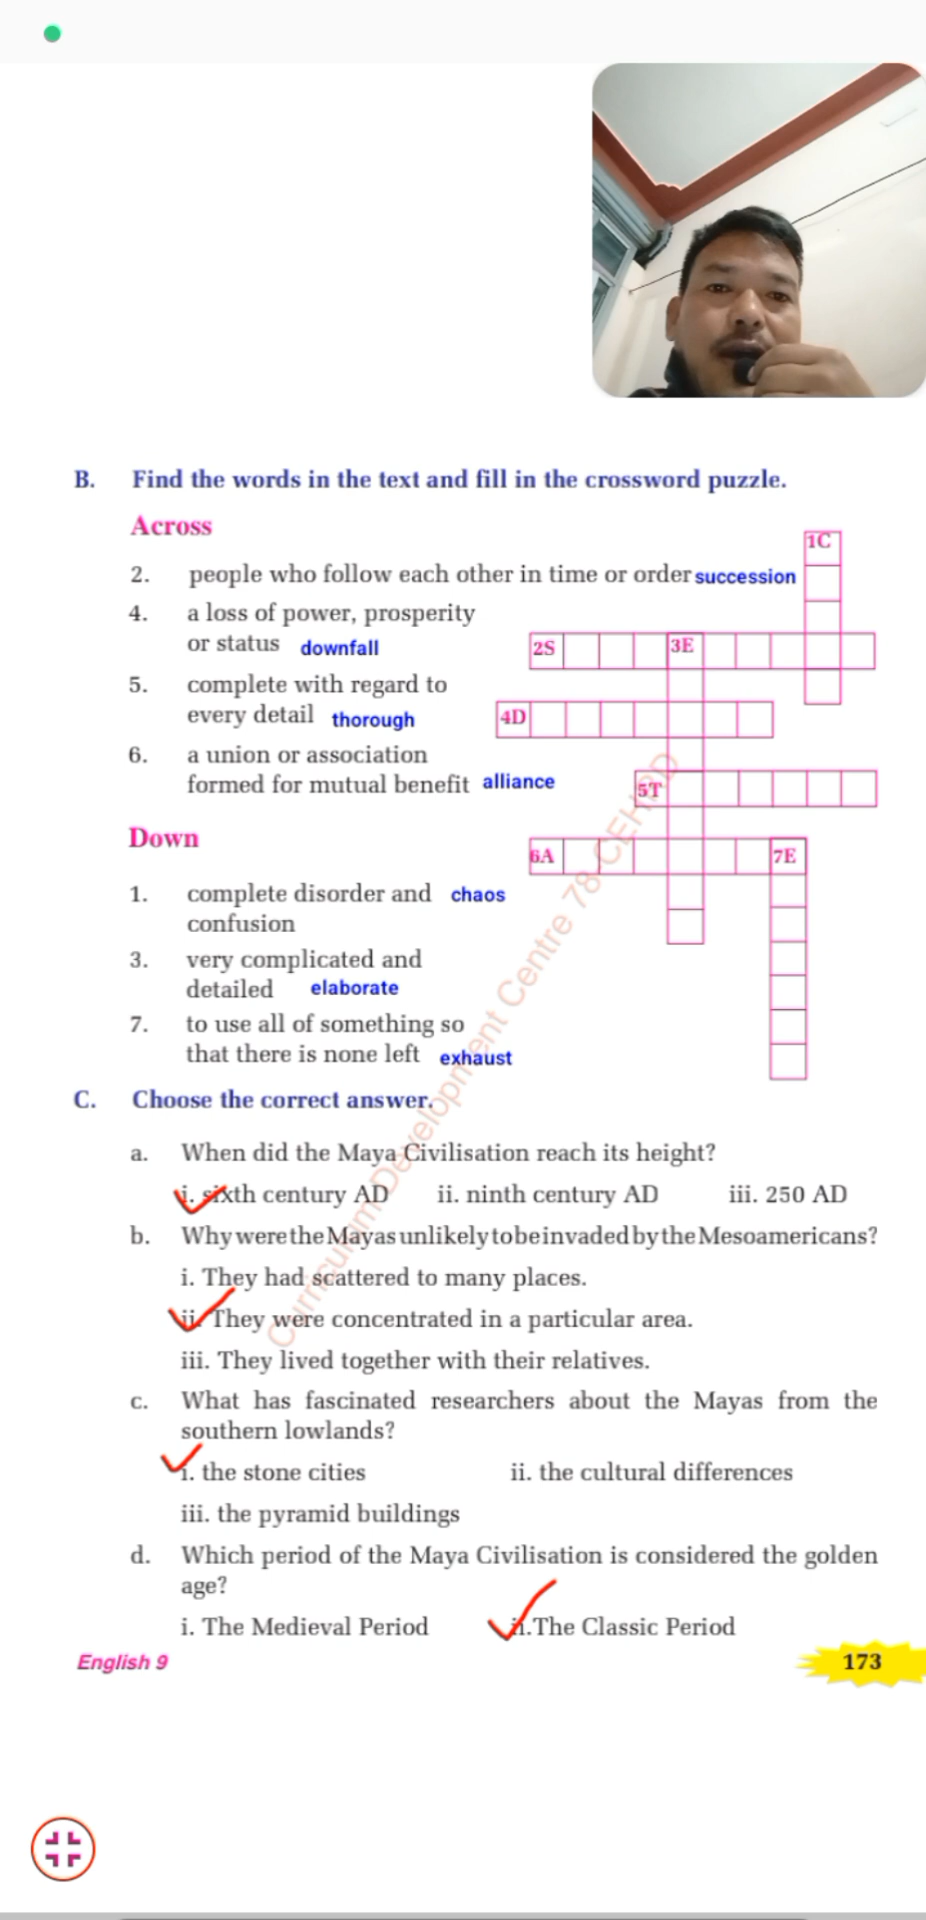 B. Find the words in the text and fill in the crossword puzzle.
Across
1C
2. people who follow each other in time or order succession
4. a loss of power, prosperity
or status downfall
2S 3E
5. complete with regard to
every detail thorough
4D
6. a union or association
formed for mutual benefit alliance
5T
Down
6A 7E
1. complete disorder and chaos
confusion
3. very complicated and
detailed elaborate
7. to use all of something so
that there is none left exhaust
C. Choose the correct answer.
a. When did the Maya Civilisation reach its height?
i. sixth century AD ii. ninth century AD iii. 250 AD
b. Why were the Mayas unlikely to be invaded by the Mesoamericans?
i. They had scattered to many places.
ii. They were concentrated in a particular area.
iii. They lived together with their relatives.
c. What has fascinated researchers about the Mayas from the
southern lowlands?
i. the stone cities ii. the cultural differences
iii. the pyramid buildings
d. Which period of the Maya Civilisation is considered the golden
age?
i. The Medieval Period ii.The Classic Period
English 9 173
Curriculum Development Centre 78-CEHRD